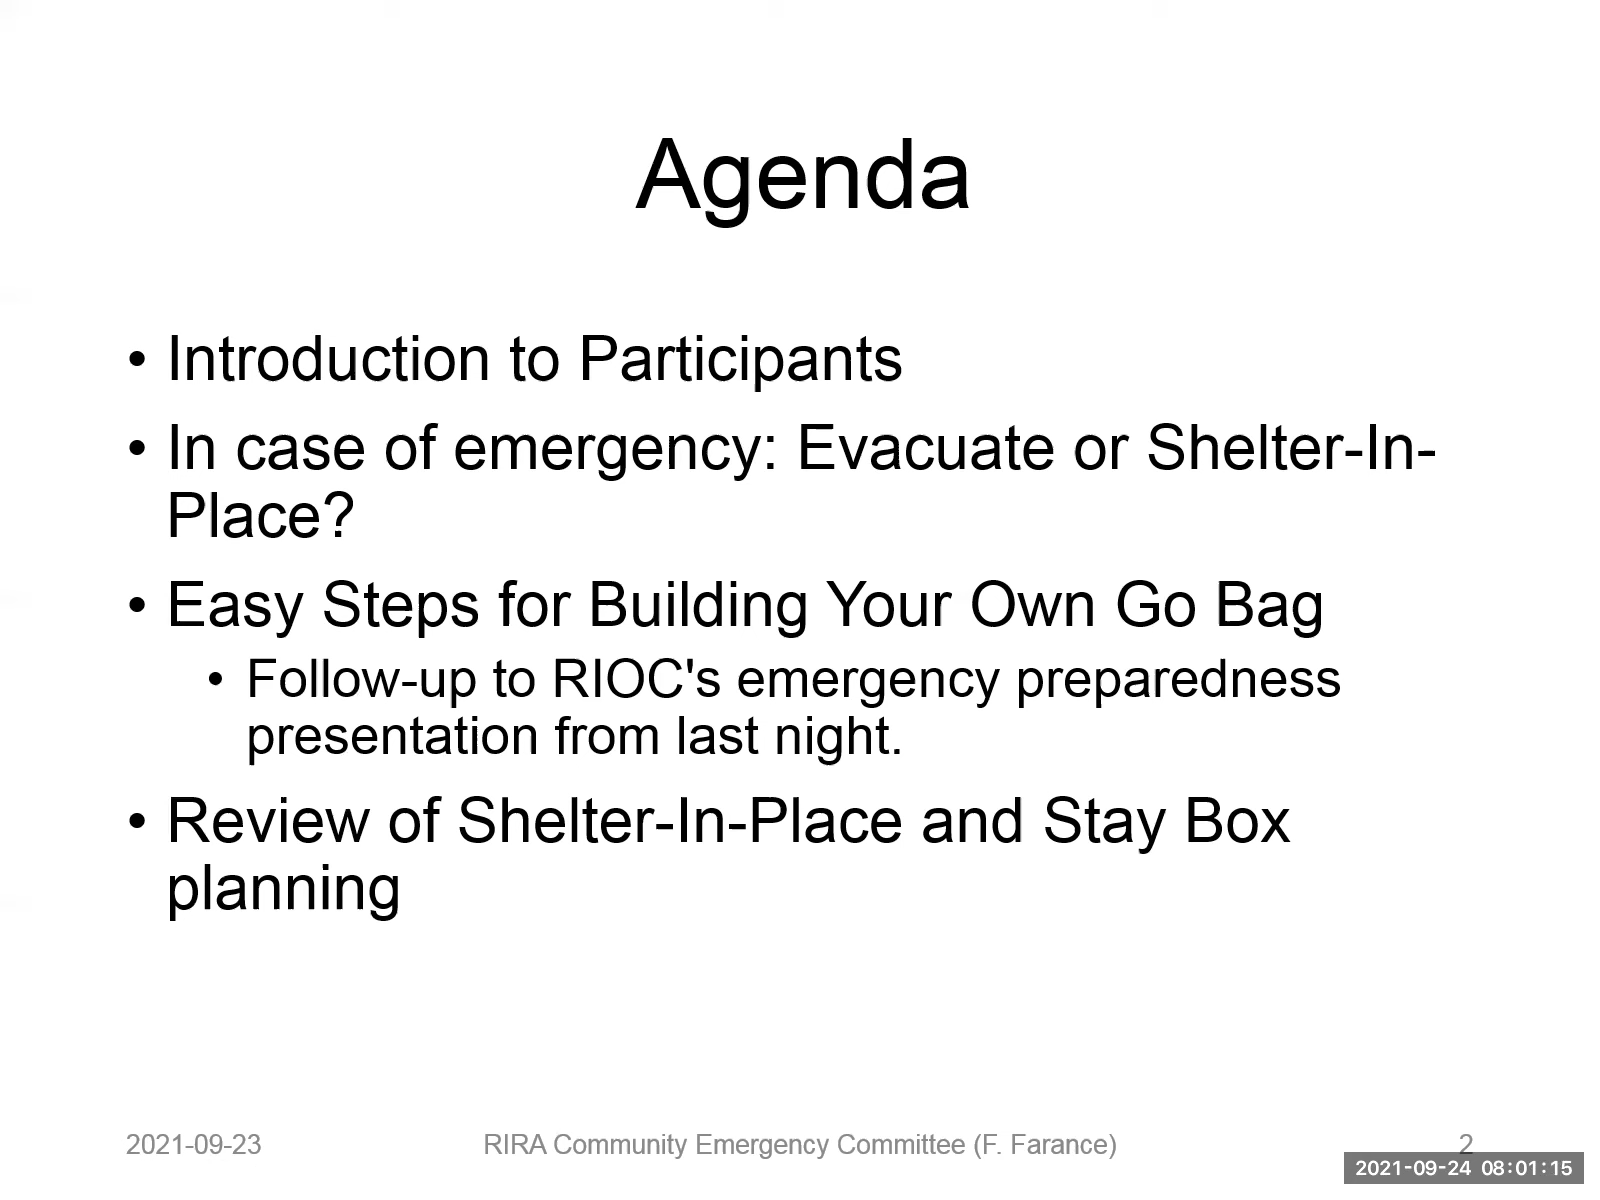 Agenda
• Introduction to Participants
• In case of emergency: Evacuate or Shelter-In-
Place?
• Easy Steps for Building Your Own Go Bag
• Follow-up to RIOC's emergency preparedness
presentation from last night.
• Review of Shelter-In-Place and Stay Box
planning
2021-09-23
RIRA Community Emergency Committee (F. Farance)
2
2021-09-24 08:01:15